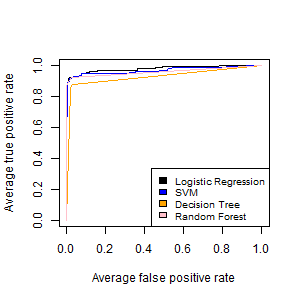 Average true positive rate
1.0
0.8
0.6
0.4
0.2
0.0
Logistic Regression
SVM
Decision Tree
Random Forest
0.0 0.2 0.4 0.6 0.8 1.0
Average false positive rate